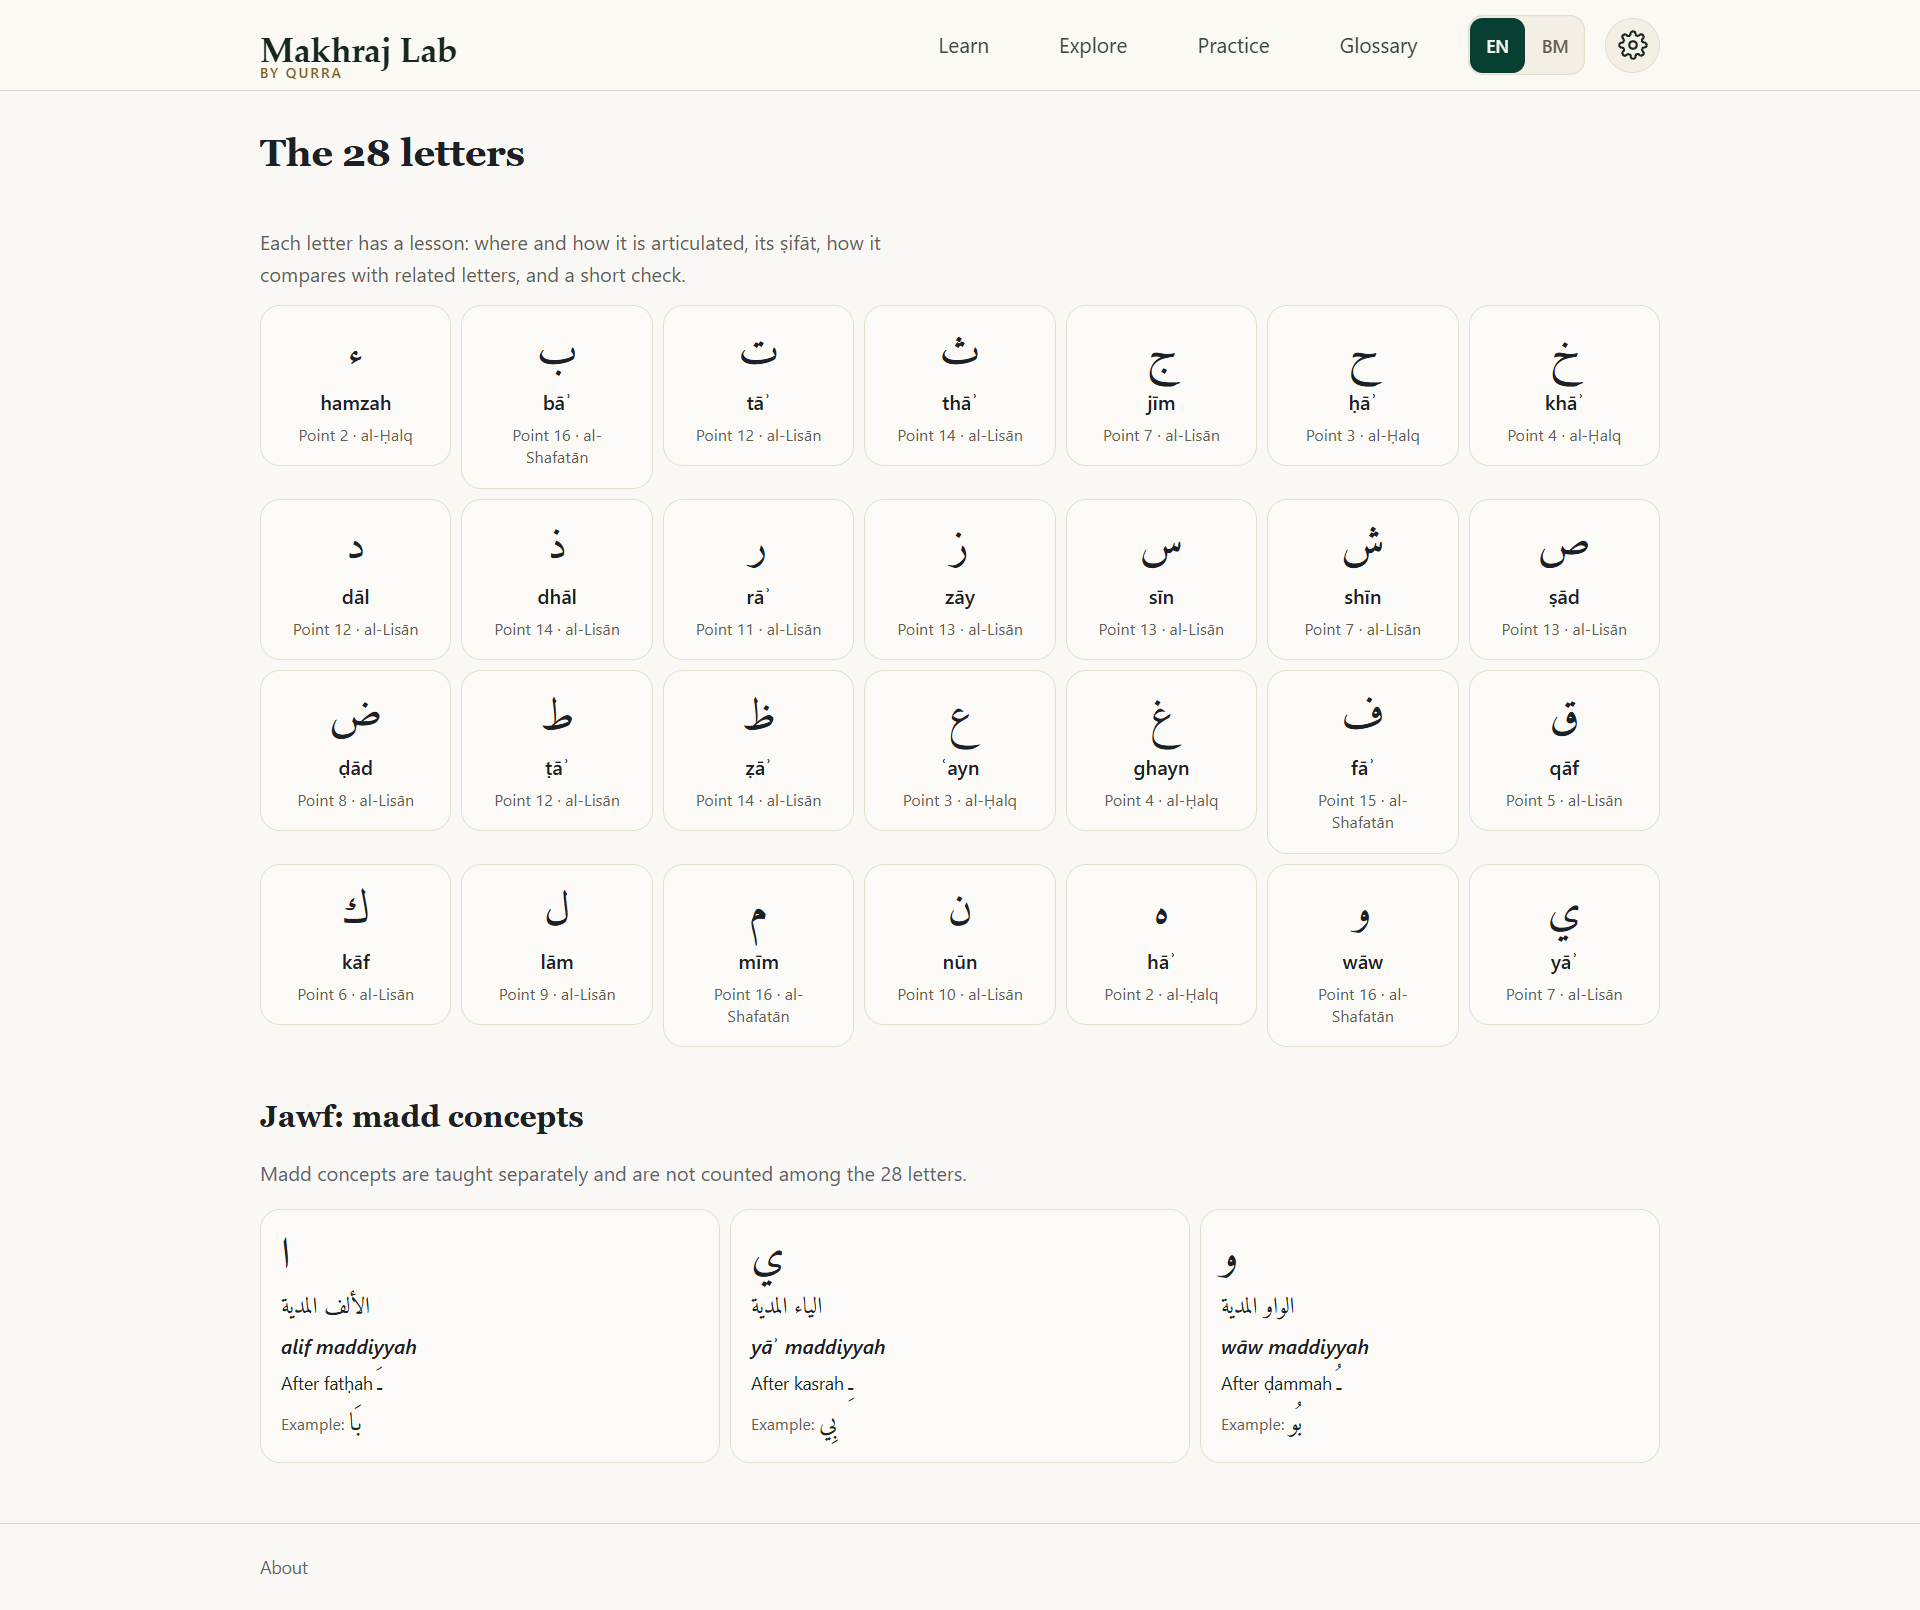 Makhraj Lab
BY QURRA
Learn Explore Practice Glossary EN BM
The 28 letters
Each letter has a lesson: where and how it is articulated, its ṣifāt, how it
compares with related letters, and a short check.
ء
hamzah
Point 2 · al-Ḥalq
ب
bāʾ
Point 16 · al-
Shafatān
ت
tāʾ
Point 12 · al-Lisān
ث
thāʾ
Point 14 · al-Lisān
ج
jīm
Point 7 · al-Lisān
ح
ḥāʾ
Point 3 · al-Ḥalq
خ
khāʾ
Point 4 · al-Ḥalq
د
dāl
Point 12 · al-Lisān
ذ
dhāl
Point 14 · al-Lisān
ر
rāʾ
Point 11 · al-Lisān
ز
zāy
Point 13 · al-Lisān
س
sīn
Point 13 · al-Lisān
ش
shīn
Point 7 · al-Lisān
ص
ṣād
Point 13 · al-Lisān
ض
ḍād
Point 8 · al-Lisān
ط
ṭāʾ
Point 12 · al-Lisān
ظ
ẓāʾ
Point 14 · al-Lisān
ع
ʿayn
Point 3 · al-Ḥalq
غ
ghayn
Point 4 · al-Ḥalq
ف
fāʾ
Point 15 · al-
Shafatān
ق
qāf
Point 5 · al-Lisān
ك
kāf
Point 6 · al-Lisān
ل
lām
Point 9 · al-Lisān
م
mīm
Point 16 · al-
Shafatān
ن
nūn
Point 10 · al-Lisān
ه
hāʾ
Point 2 · al-Ḥalq
و
wāw
Point 16 · al-
Shafatān
ي
yāʾ
Point 7 · al-Lisān
Jawf: madd concepts
Madd concepts are taught separately and are not counted among the 28 letters.
ا
الألف المدية
alif maddiyyah
After fatḥah ـَ
Example: بَا
ي
الياء المدية
yāʾ maddiyyah
After kasrah ـِ
Example: بِي
و
الواو المدية
wāw maddiyyah
After ḍammah ـُ
Example: بُو
About